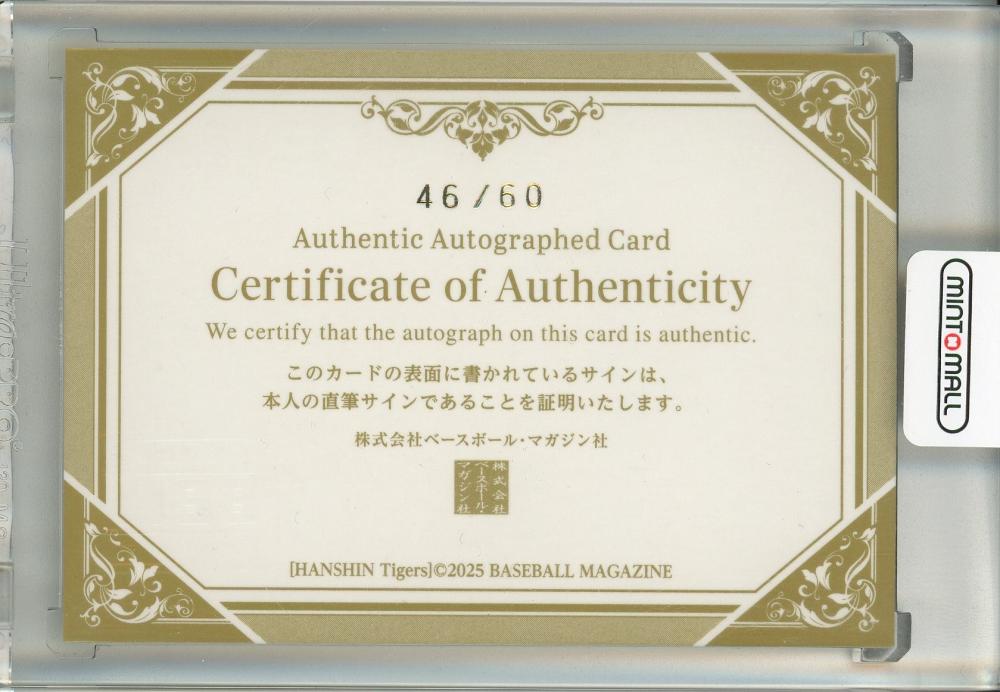 46/60
Authentic Autographed Card
Certificate of Authenticity
We certify that the autograph on this card is authentic.
このカードの表面に書かれているサインは、
本人の直筆サインであることを証明いたします。
株式会社ベースボール・マガジン社
株式会社
ベースボール・
マガジン社
[HANSHIN Tigers]©2025 BASEBALL MAGAZINE
MINT MALL